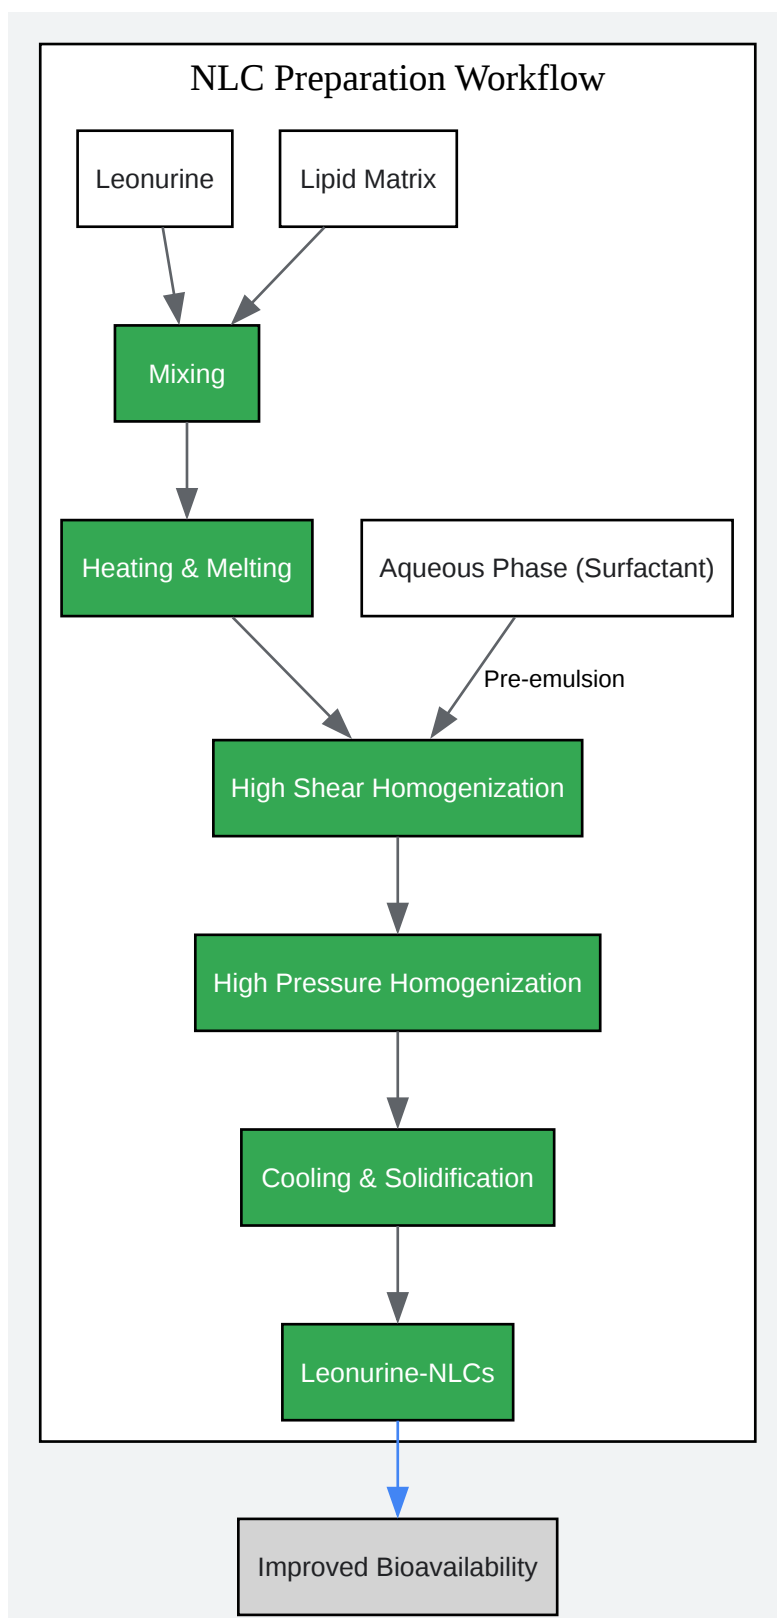 NLC Preparation Workflow
Leonurine
Lipid Matrix
Mixing
Heating & Melting
Aqueous Phase (Surfactant)
Pre-emulsion
High Shear Homogenization
High Pressure Homogenization
Cooling & Solidification
Leonurine-NLCs
Improved Bioavailability